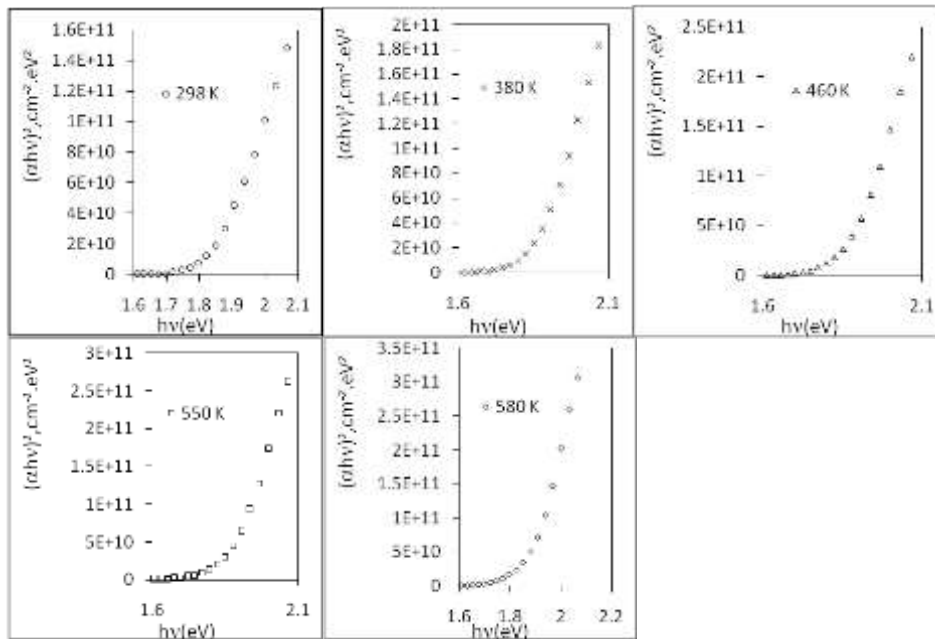 (αhν)²,cm⁻².eV²
1.6E+11
1.4E+11
1.2E+11
1E+11
8E+10
6E+10
4E+10
2E+10
0
298 K
1.6 1.7 1.8 1.9 2 2.1
hν(eV)
(αhν)²,cm⁻².eV²
2E+11
1.8E+11
1.6E+11
1.4E+11
1.2E+11
1E+11
8E+10
6E+10
4E+10
2E+10
0
380 K
1.6 2.1
hν(eV)
(αhν)²,cm⁻².eV²
2.5E+11
2E+11
1.5E+11
1E+11
5E+10
0
460 K
1.6 2.1
hν(eV)
(αhν)²,cm⁻².eV²
3E+11
2.5E+11
2E+11
1.5E+11
1E+11
5E+10
0
550 K
1.6 2.1
hν(eV)
(αhν)²,cm⁻².eV²
3.5E+11
3E+11
2.5E+11
2E+11
1.5E+11
1E+11
5E+10
0
580 K
1.6 1.8 2 2.2
hν(eV)